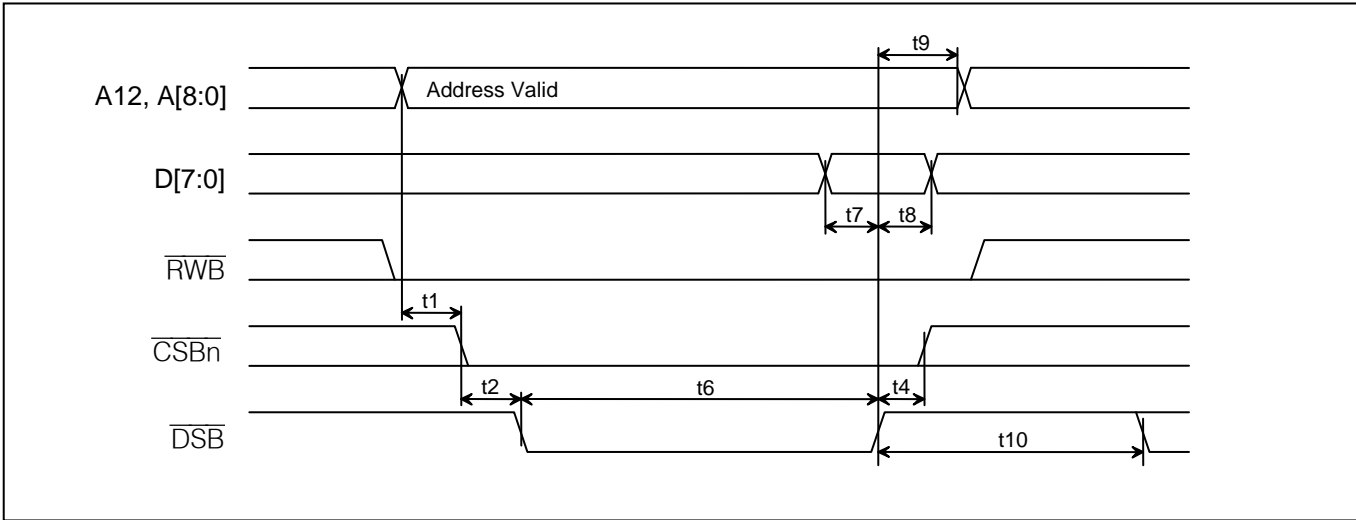 t9
A12, A[8:0]
Address Valid
D[7:0]
t7
t8
RWB
t1
CSBn
t2
t6
t4
DSB
t10